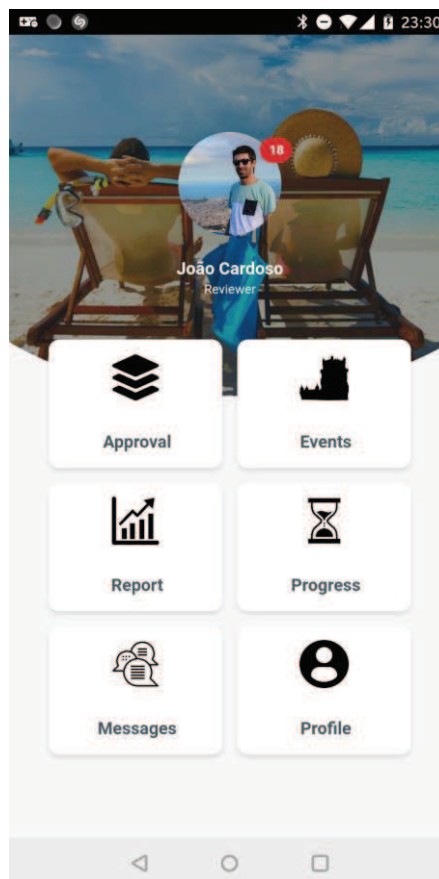 23:30
18
João Cardoso
Reviewer
Approval
Events
Report
Progress
Messages
Profile